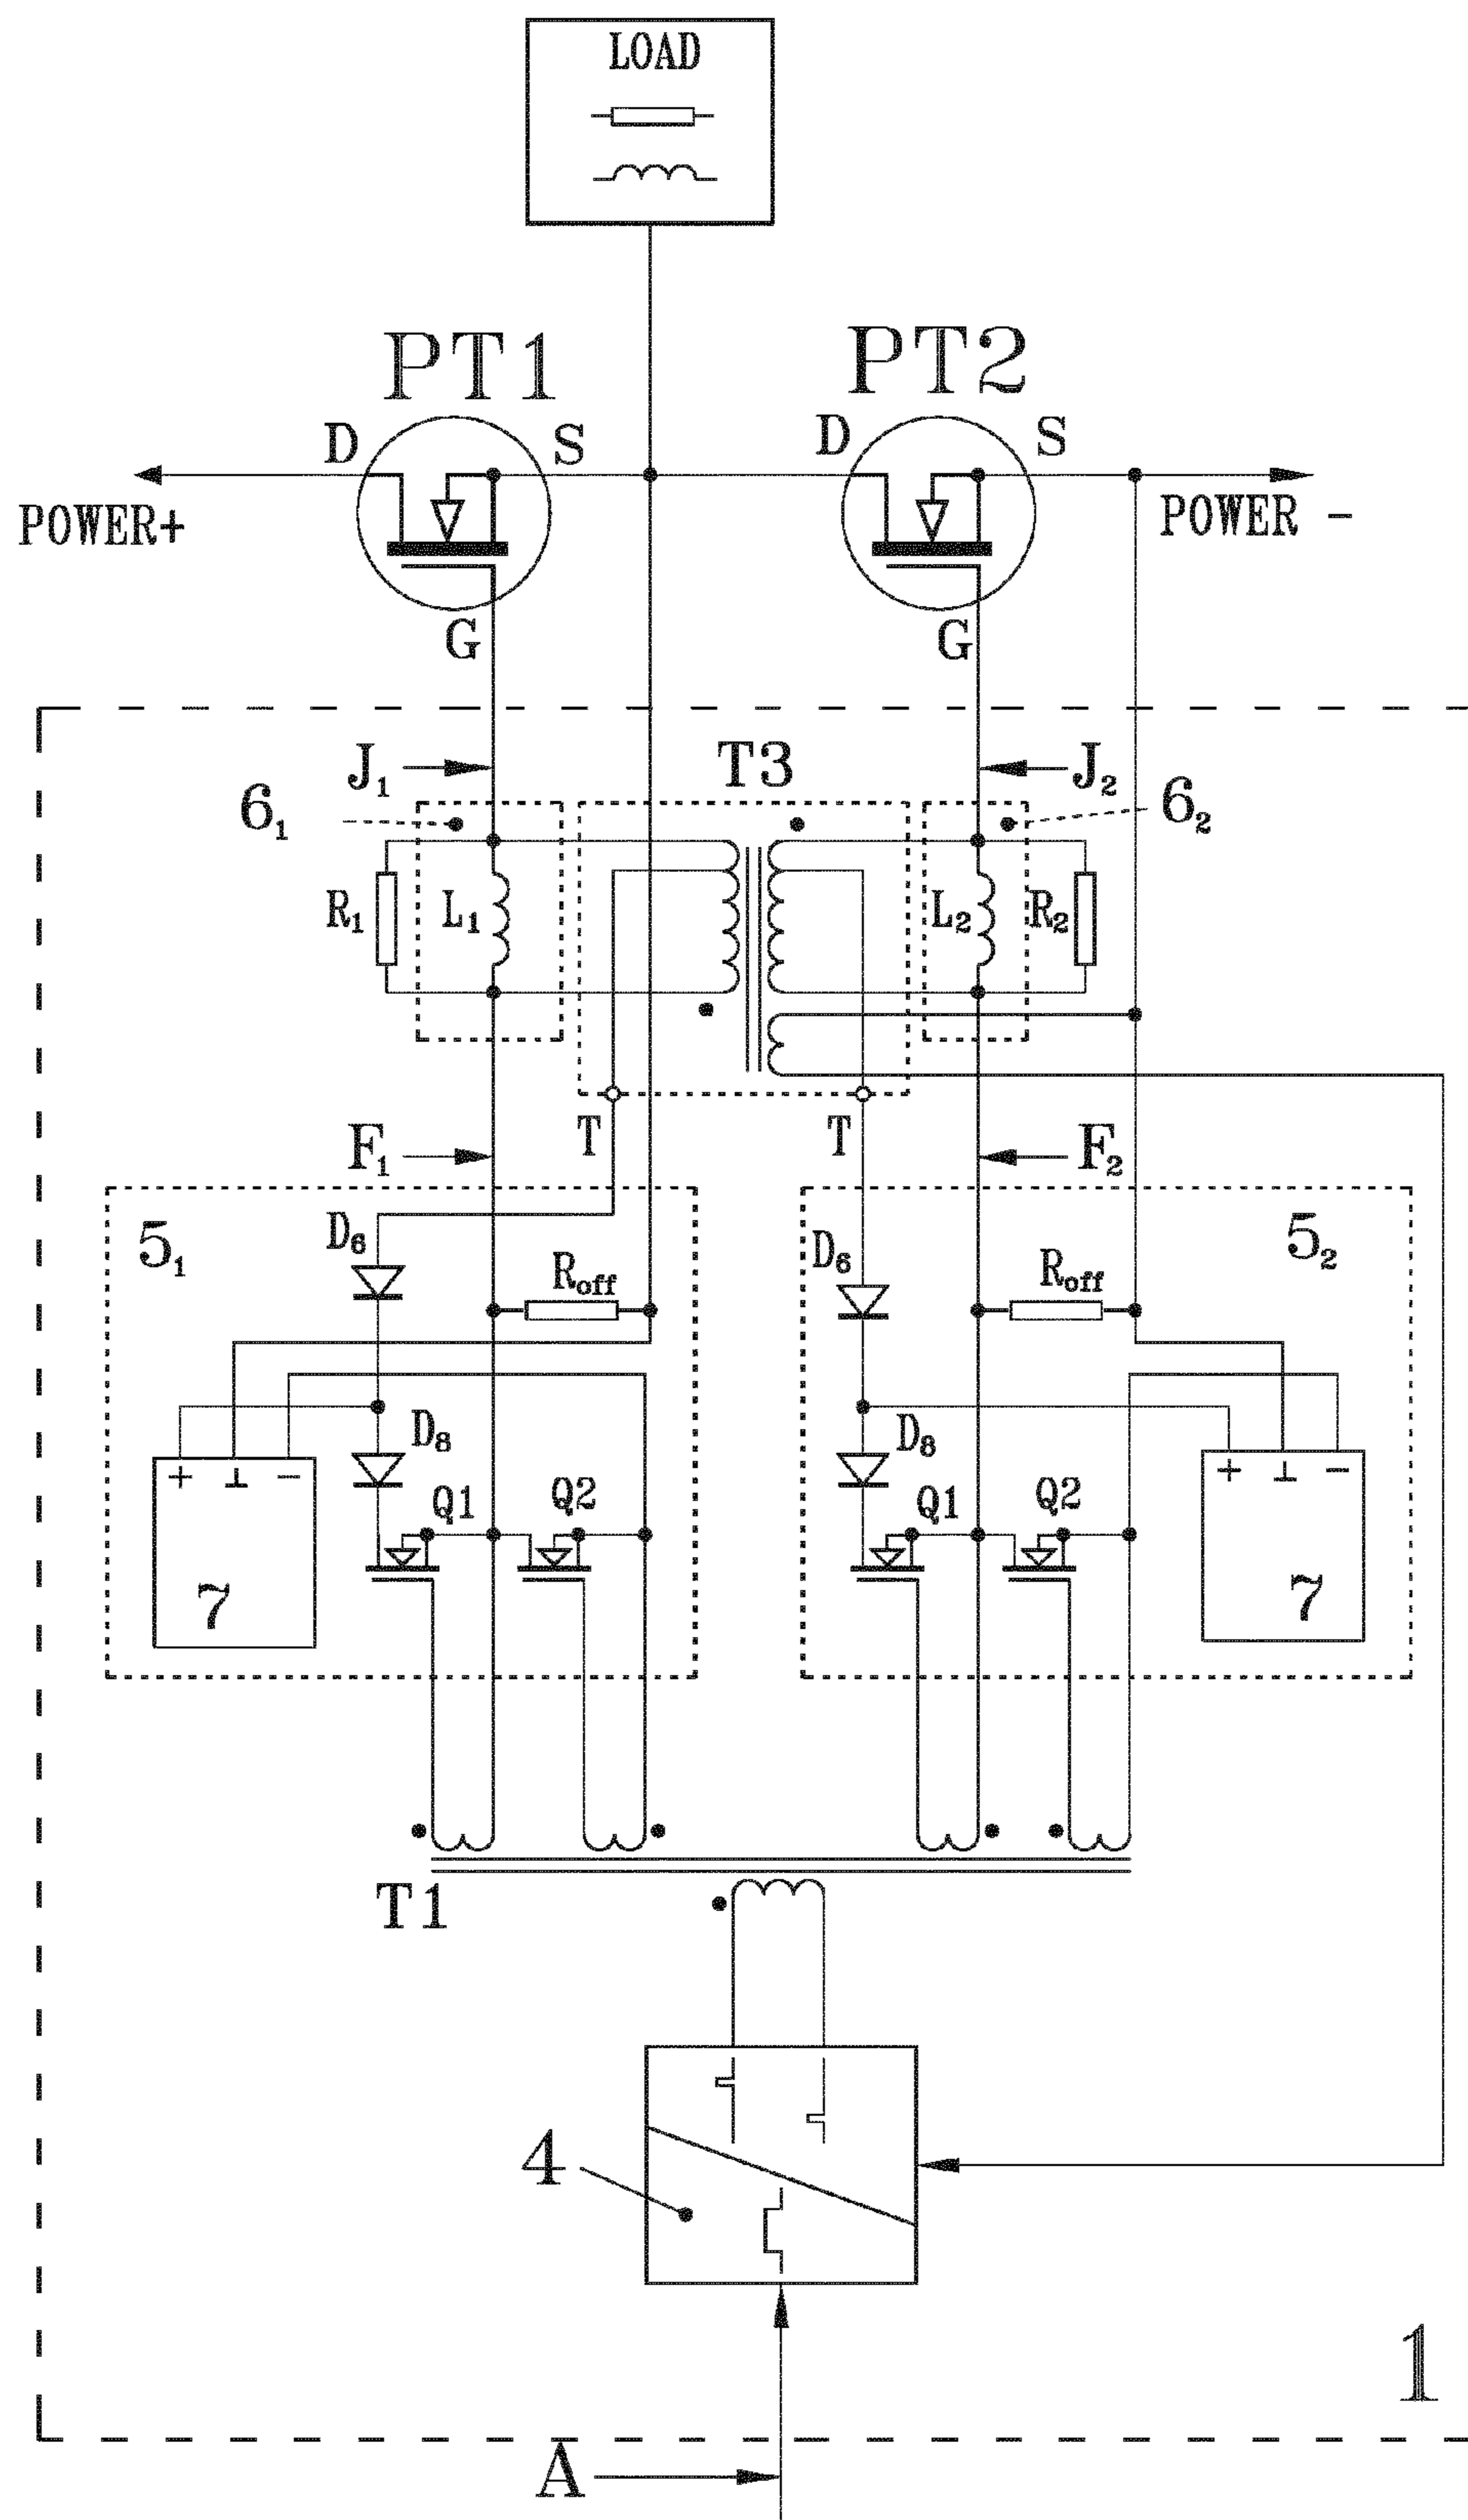 LOAD
PT1 PT2
D S D S
POWER+ POWER -
G G
J₁ T3 J₂
6₁ 6₂
R₁ L₁ L₂ R₂
T T
F₁ F₂
5₁ 5₂
D₆ Roff D₆ Roff
D₈ D₈
+ ⊥ − + ⊥ −
Q1 Q2 Q1 Q2
7 7
T1
4
1
A